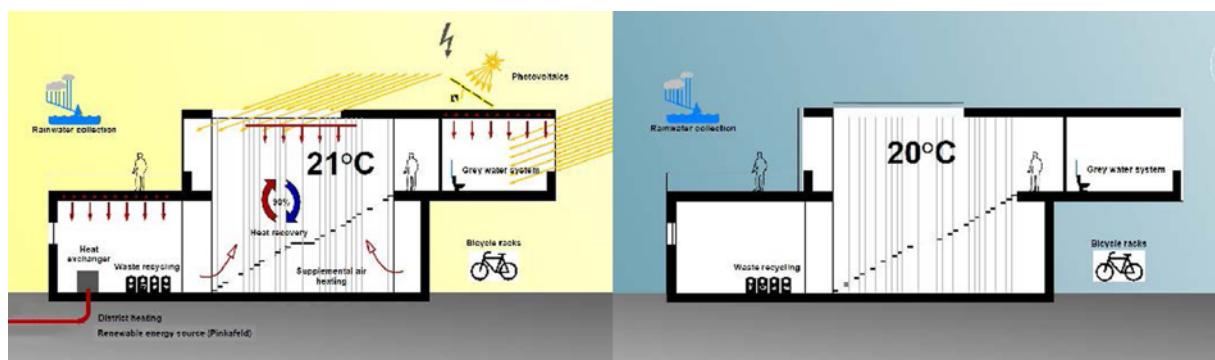 Photovoltaics
Rainwater collection
21°C
Grey water system
90%
Heat recovery
Heat
exchanger
Waste recycling
Supplemental air
heating
Bicycle racks
District heating
Renewable energy source (Pinkafeld)
Rainwater collection
20°C
Grey water system
Bicycle racks
Waste recycling